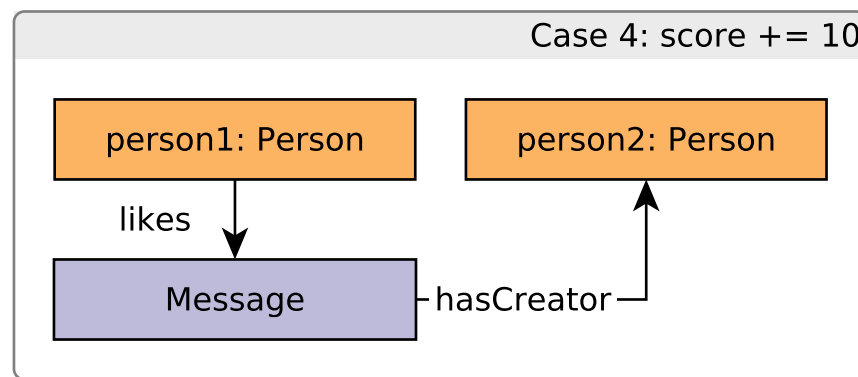 Case 4: score += 10
person1: Person
person2: Person
likes
Message
hasCreator